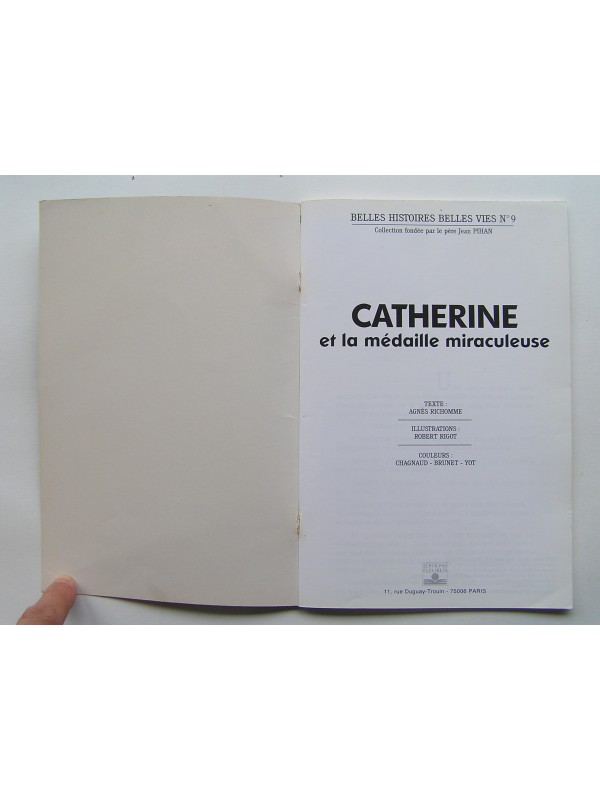 BELLES HISTOIRES BELLES VIES N° 9
Collection fondée par le père Jean PIHAN
CATHERINE
et la médaille miraculeuse
TEXTE :
AGNÈS RICHOMME
ILLUSTRATIONS :
ROBERT RIGOT
COULEURS :
CHAGNAUD - BRUNET - YOT
11, rue Duguay-Trouin - 75006 PARIS